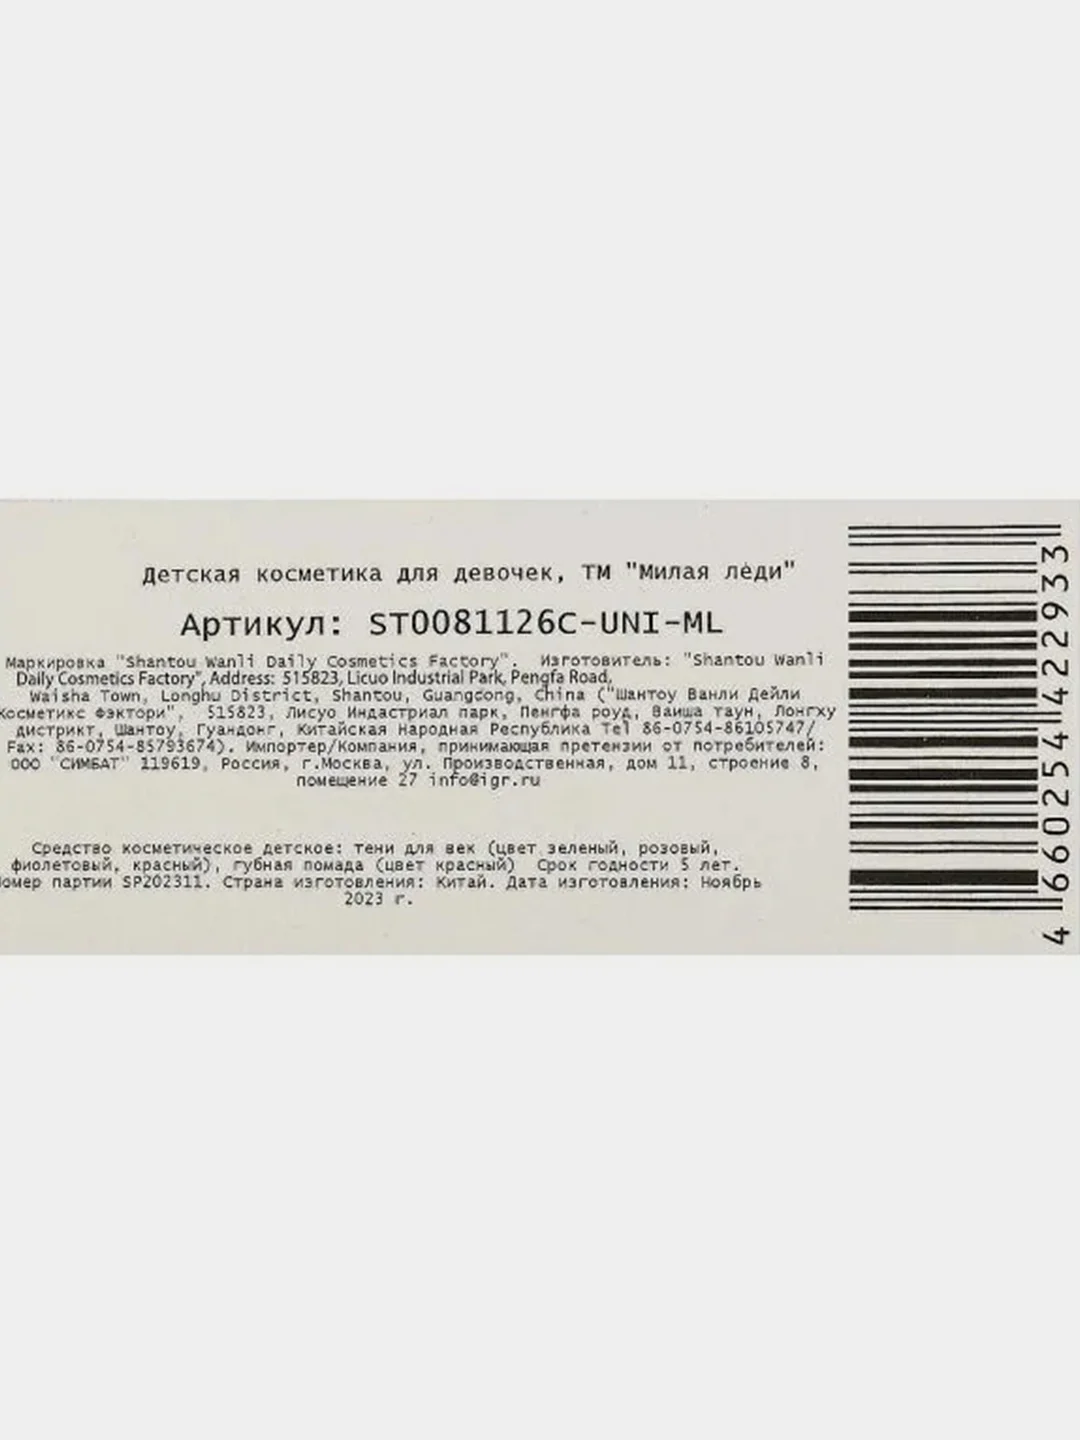 Детская косметика для девочек, ТМ "Милая леди"
Артикул: ST0081126C-UNI-ML
Маркировка "Shantou Wanli Daily Cosmetics Factory". Изготовитель: "Shantou Wanli
Daily Cosmetics Factory", Address: 515823, Licuo Industrial Park, Pengfa Road,
Waisha Town, Longhu District, Shantou, Guangdong, China ("Шантоу Ванли Дейли
Косметикс Фэктори", 515823, Лисуо Индастриал парк, Пенгфа роуд, Ваиша таун, Лонгху
дистрикт, Шантоу, Гуандонг, Китайская Народная Республика Tel 86-0754-86105747/
Fax: 86-0754-85793674). Импортер/Компания, принимающая претензии от потребителей:
ООО "СИМБАТ" 119619, Россия, г.Москва, ул. Производственная, дом 11, строение 8,
помещение 27 info@igr.ru
Средство косметическое детское: тени для век (цвет зеленый, розовый,
фиолетовый, красный), губная помада (цвет красный) Срок годности 5 лет.
Номер партии SP202311. Страна изготовления: Китай. Дата изготовления: Ноябрь
2023 г.
4 660254 422933